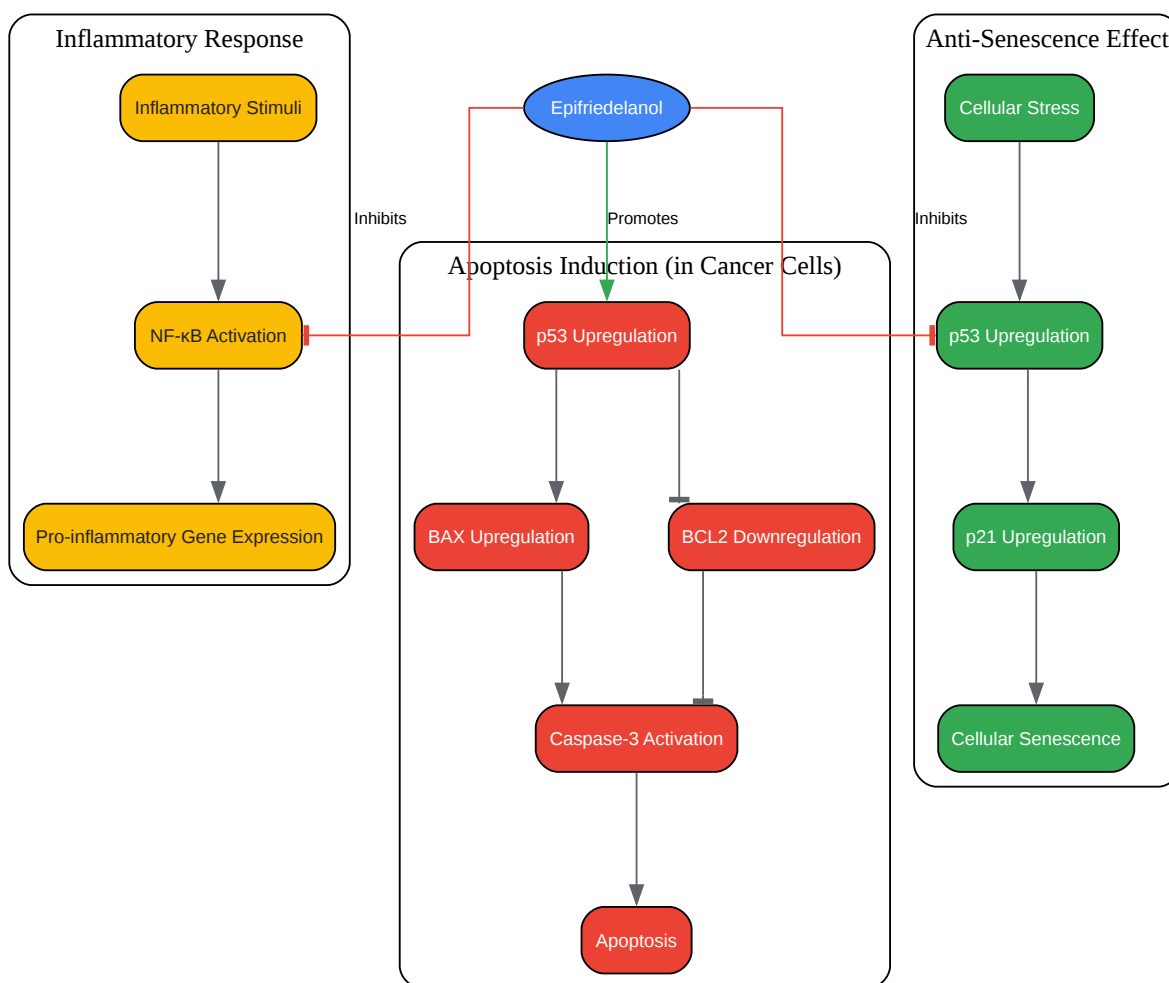 Inflammatory Response
Anti-Senescence Effect
Inflammatory Stimuli
Epifriedelanol
Cellular Stress
Inhibits
Promotes
Inhibits
Apoptosis Induction (in Cancer Cells)
NF-κB Activation
p53 Upregulation
p53 Upregulation
Pro-inflammatory Gene Expression
BAX Upregulation
BCL2 Downregulation
p21 Upregulation
Caspase-3 Activation
Cellular Senescence
Apoptosis